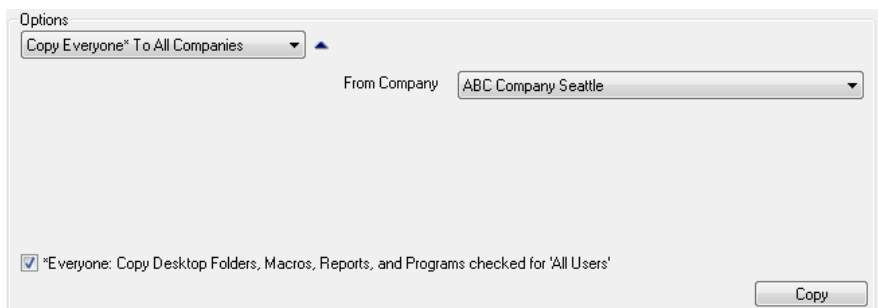 Options
Copy Everyone* To All Companies
From Company
ABC Company Seattle
*Everyone: Copy Desktop Folders, Macros, Reports, and Programs checked for 'All Users'
Copy